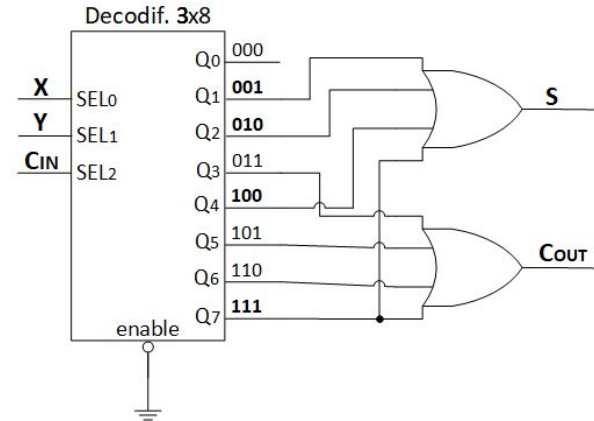 Decodif. 3x8
X
SEL0
Y
SEL1
CIN
SEL2
Q0 000
Q1 001
Q2 010
Q3 011
Q4 100
Q5 101
Q6 110
Q7 111
enable
S
COUT